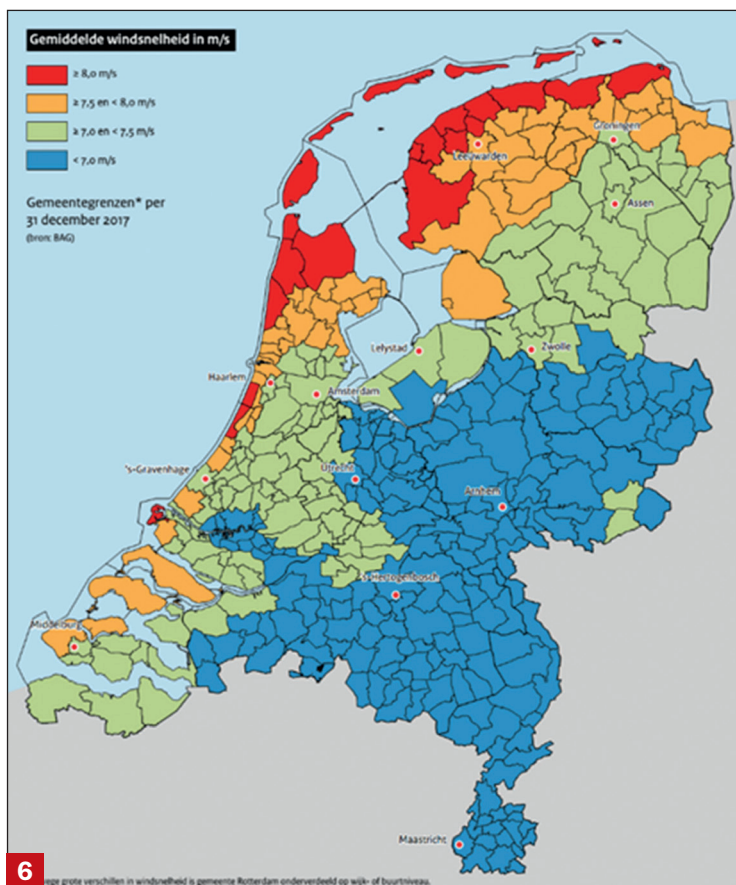 Gemiddelde windsnelheid in m/s
≥ 8,0 m/s
≥ 7,5 en < 8,0 m/s
≥ 7,0 en < 7,5 m/s
< 7,0 m/s
Gemeentegrenzen* per
31 december 2017
(bron: BAG)
Groningen
Leeuwarden
Assen
Lelystad
Zwolle
Haarlem
Amsterdam
's-Gravenhage
Utrecht
Arnhem
's-Hertogenbosch
Middelburg
Maastricht
6
wege grote verschillen in windsnelheid is gemeente Rotterdam onderverdeeld op wijk- of buurtniveau.